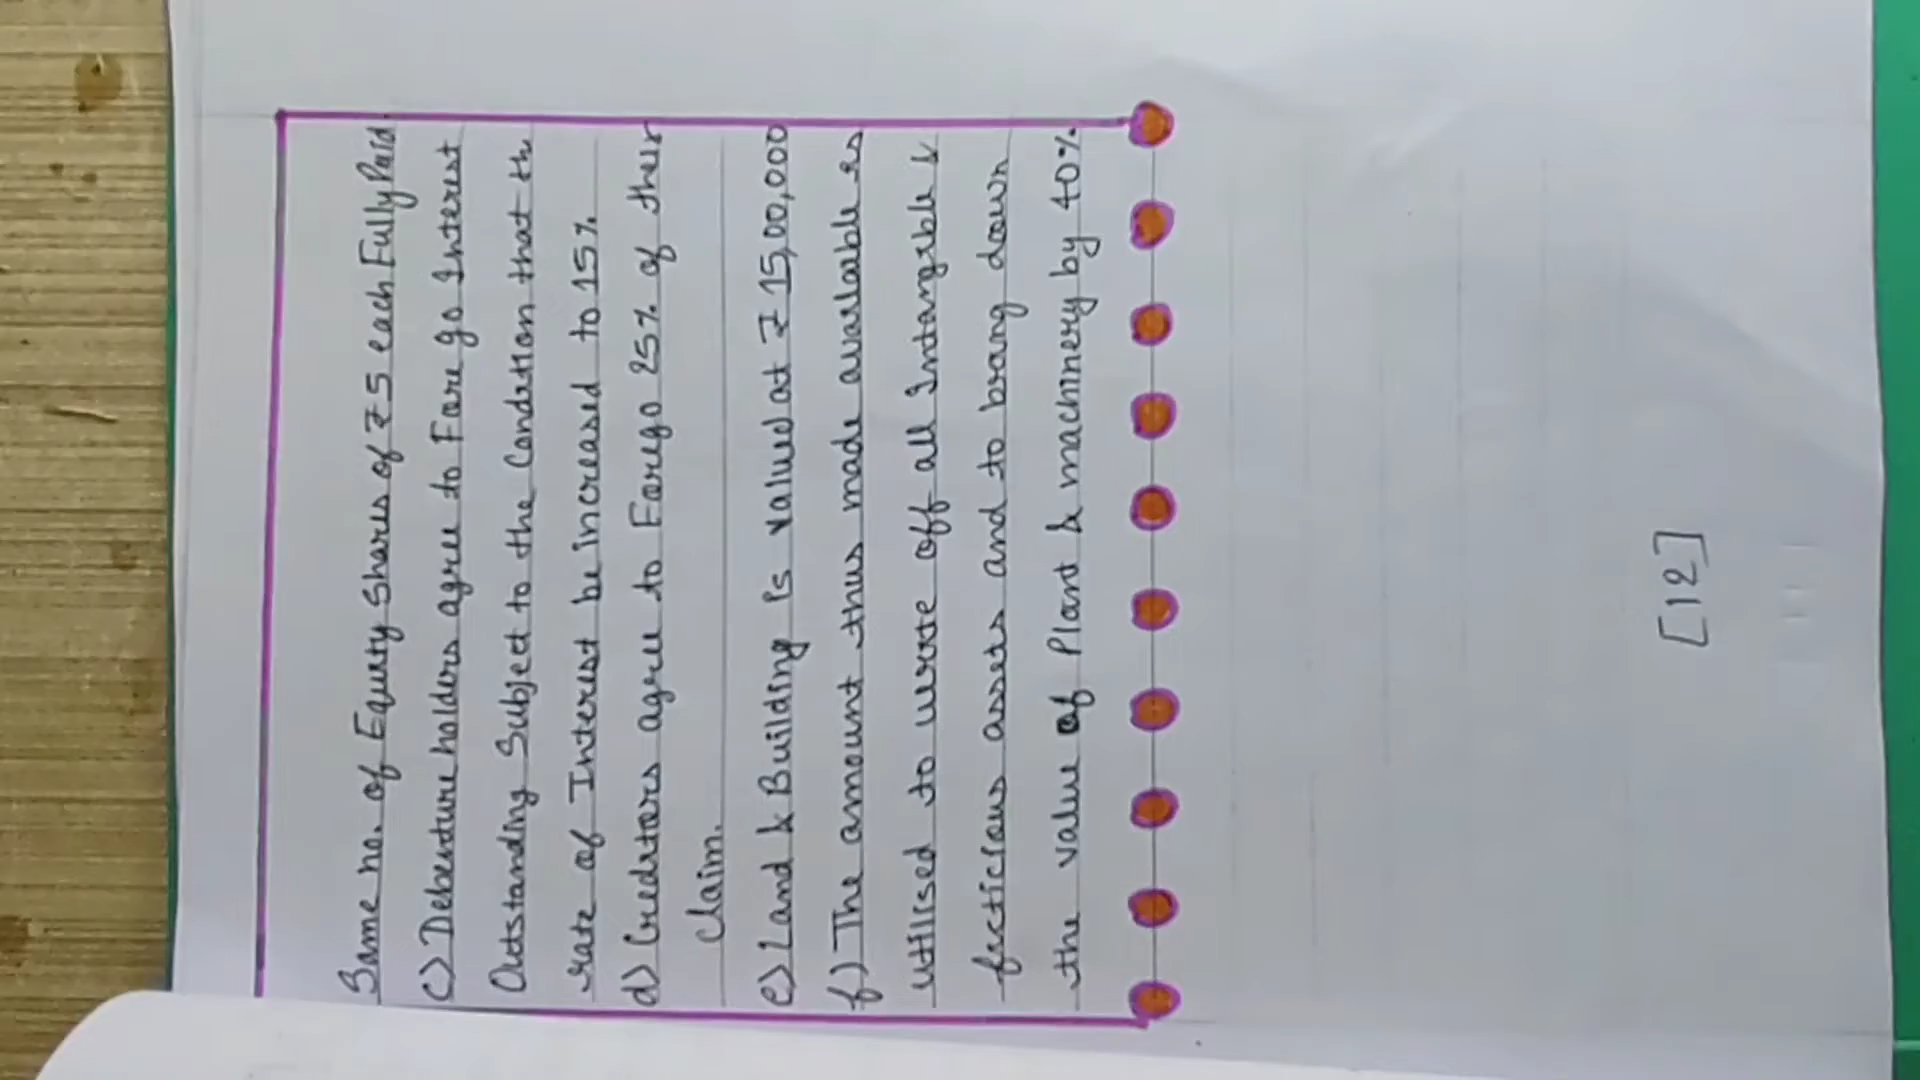 Same no. of Equity Shares of ₹5 each Fully Paid.
c) Debenture holders agree to Fore go Interest
Outstanding Subject to the Condition that the
rate of Interest be increased to 15%.
d) Creditors agree to Forego 25% of their
Claim.
e) Land & Building is valued at ₹ 15,00,000
f) The amount thus made available is
utilised to write off all Intangible &
ficticious assets and to brang down
the value of Plant & machinery by 40%.
[12]